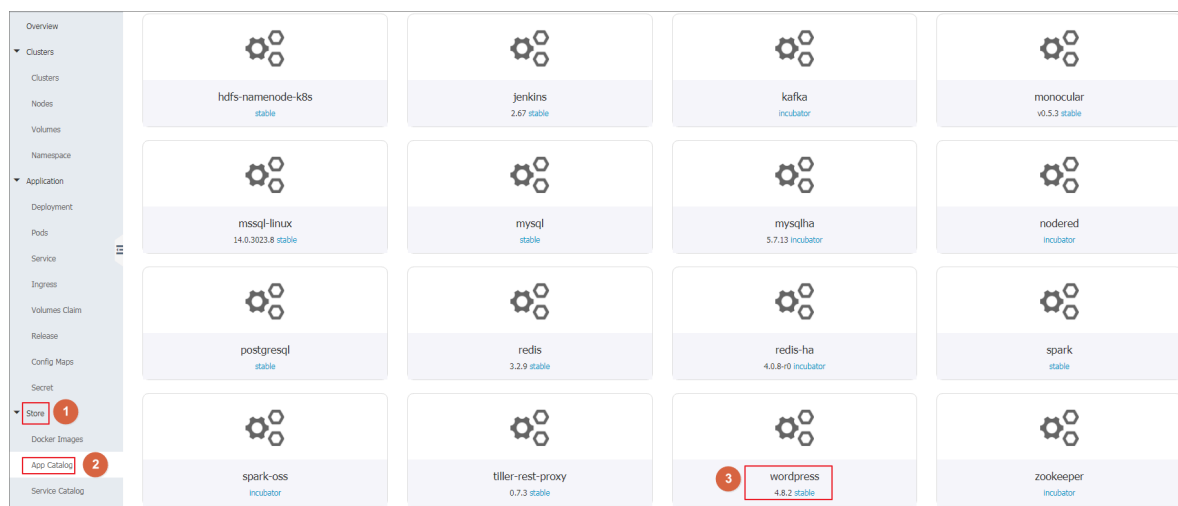 Overview
Clusters
Clusters
Nodes
Volumes
Namespace
Application
Deployment
Pods
Service
Ingress
Volumes Claim
Release
Config Maps
Secret
Store 1
Docker Images
App Catalog 2
Service Catalog
hdfs-namenode-k8s
stable
jenkins
2.67 stable
kafka
incubator
monocular
v0.5.3 stable
mssql-linux
14.0.3023.8 stable
mysql
stable
mysqlha
5.7.13 incubator
nodered
incubator
postgresql
stable
redis
3.2.9 stable
redis-ha
4.0.8-r0 incubator
spark
stable
spark-oss
incubator
tiller-rest-proxy
0.7.3 stable
3 wordpress
4.8.2 stable
zookeeper
incubator